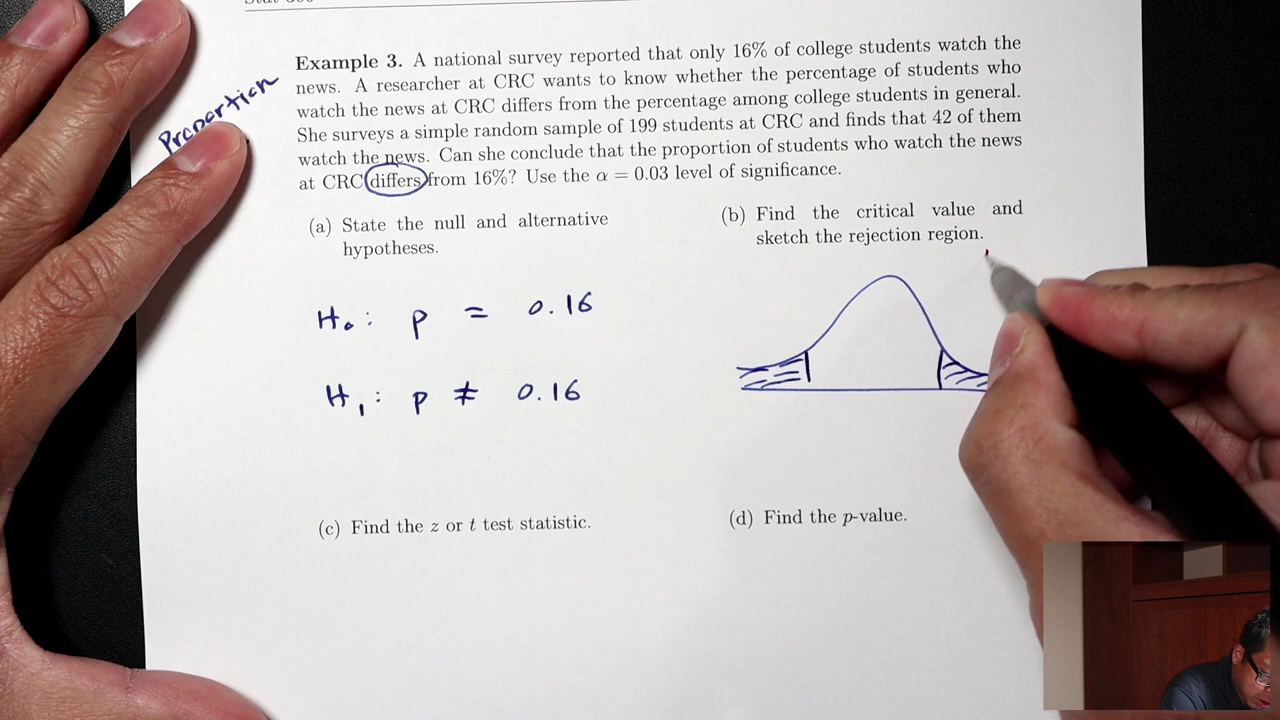 Proportion
Example 3. A national survey reported that only 16% of college students watch the
news. A researcher at CRC wants to know whether the percentage of students who
watch the news at CRC differs from the percentage among college students in general.
She surveys a simple random sample of 199 students at CRC and finds that 42 of them
watch the news. Can she conclude that the proportion of students who watch the news
at CRC differs from 16%? Use the α = 0.03 level of significance.
(a) State the null and alternative
hypotheses.
H₀: p = 0.16
H₁: p ≠ 0.16
(b) Find the critical value and
sketch the rejection region.
(c) Find the z or t test statistic.
(d) Find the p-value.